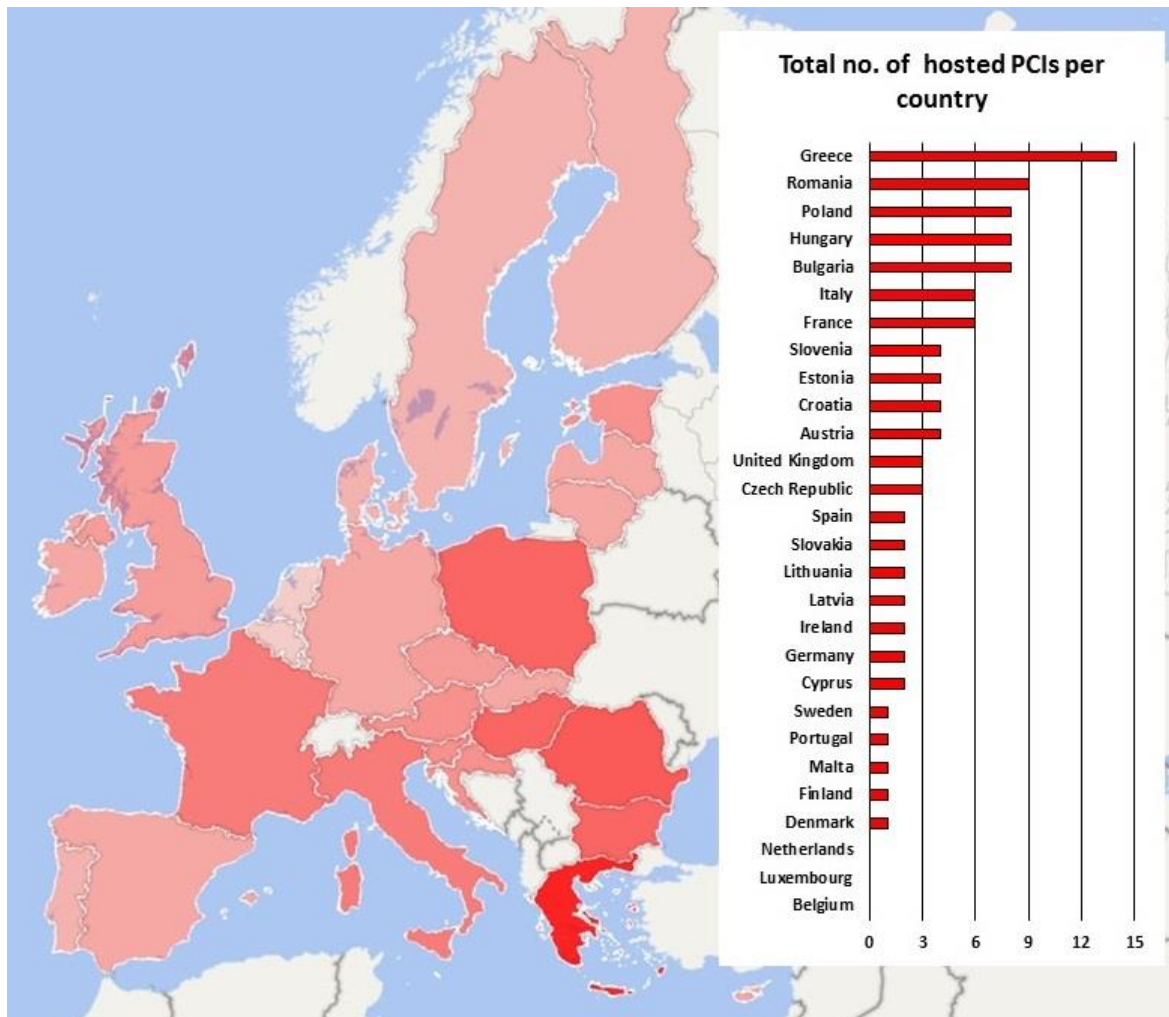 Total no. of hosted PCIs per
country
Greece
Romania
Poland
Hungary
Bulgaria
Italy
France
Slovenia
Estonia
Croatia
Austria
United Kingdom
Czech Republic
Spain
Slovakia
Lithuania
Latvia
Ireland
Germany
Cyprus
Sweden
Portugal
Malta
Finland
Denmark
Netherlands
Luxembourg
Belgium
0 3 6 9 12 15